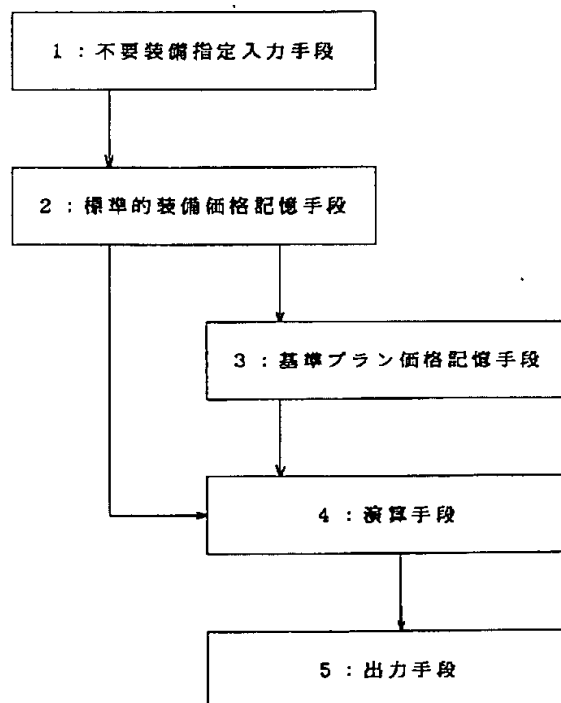 1：不要装備指定入力手段
2：標準的装備価格記憶手段
3：基準プラン価格記憶手段
4：演算手段
5：出力手段